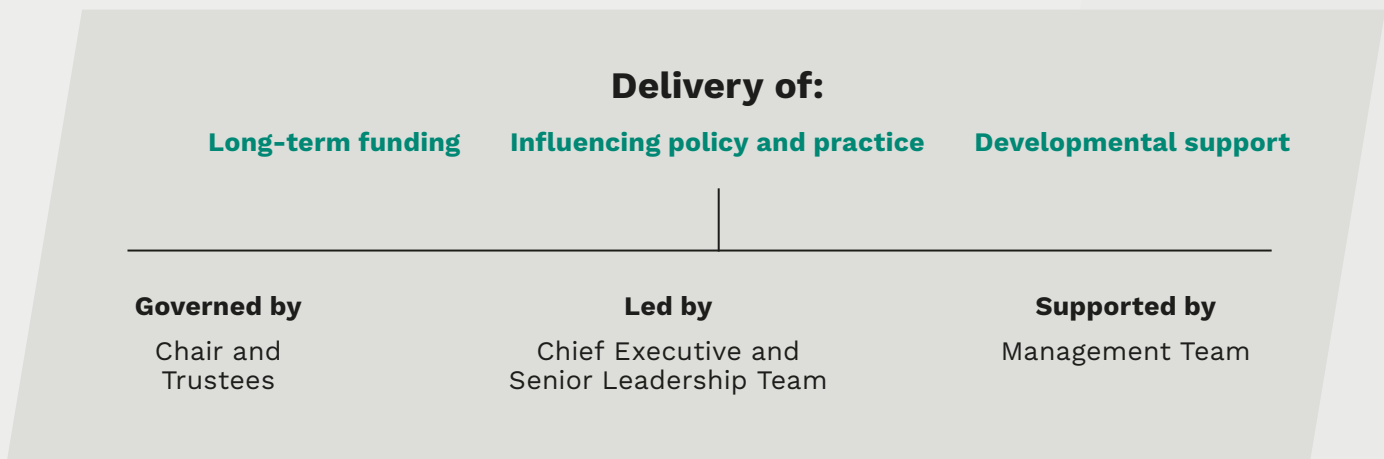 Delivery of:
Long-term funding
Influencing policy and practice
Developmental support
Governed by
Chair and
Trustees
Led by
Chief Executive and
Senior Leadership Team
Supported by
Management Team